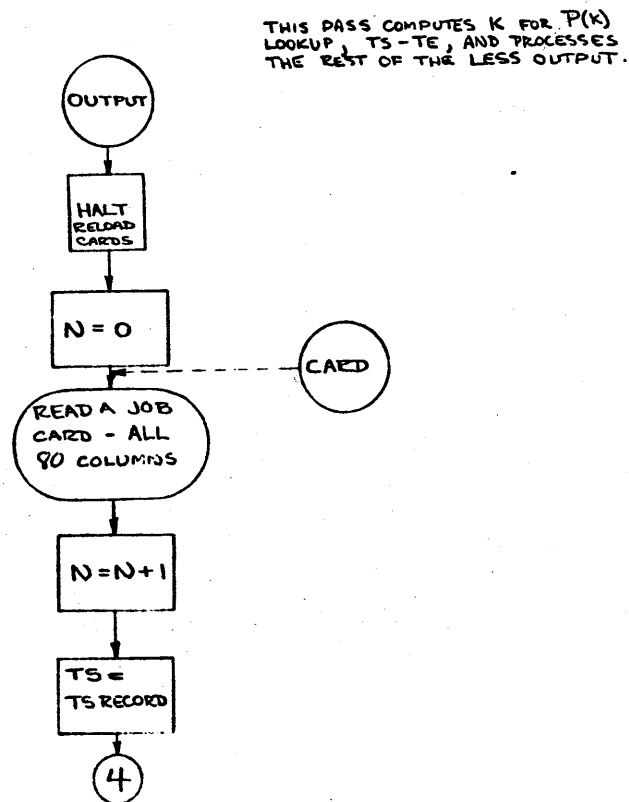 THIS PASS COMPUTES K FOR P(K)
LOOKUP, TS-TE, AND PROCESSES
THE REST OF THE LESS OUTPUT.
OUTPUT
HALT
RELOAD
CARDS
N = 0
CARD
READ A JOB
CARD - ALL
80 COLUMNS
N = N + 1
TS =
TS RECORD
4